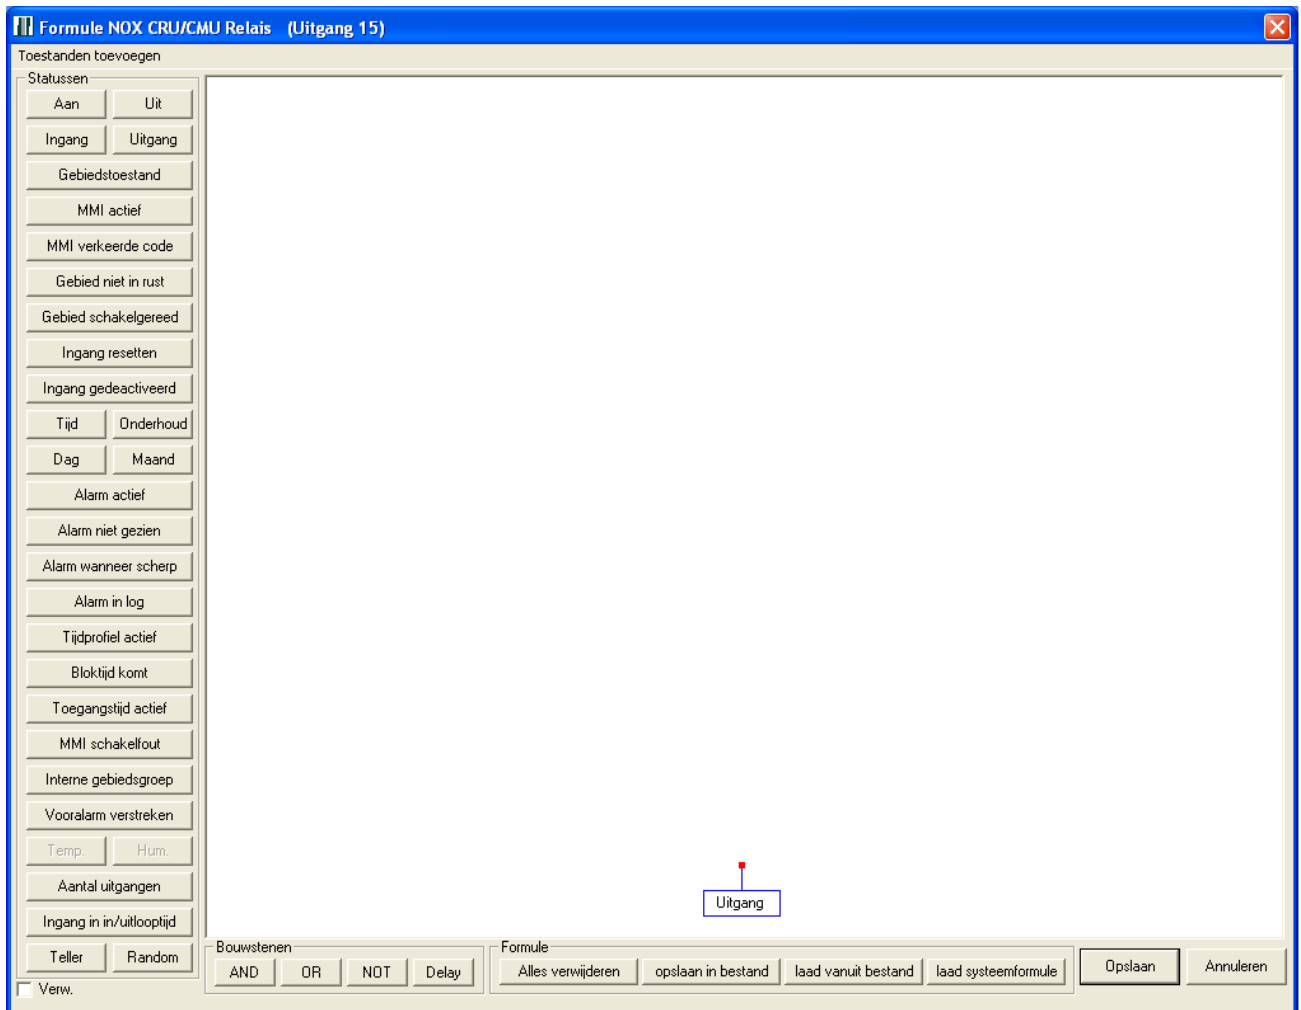 Formule NOX CRU/CMU Relais (Uitgang 15)
Toestanden toevoegen
Statussen
Aan Uit
Ingang Uitgang
Gebiedstoestand
MMI actief
MMI verkeerde code
Gebied niet in rust
Gebied schakelgereed
Ingang resetten
Ingang gedeactiveerd
Tijd Onderhoud
Dag Maand
Alarm actief
Alarm niet gezien
Alarm wanneer scherp
Alarm in log
Tijdprofiel actief
Bloktijd komt
Toegangstijd actief
MMI schakelfout
Interne gebiedsgroep
Vooralarm verstreken
Temp. Hum.
Aantal uitgangen
Ingang in in/uitlooptijd
Teller Random
Verw.
Uitgang
Bouwstenen
AND OR NOT Delay
Formule
Alles verwijderen opslaan in bestand laad vanuit bestand laad systeemformule
Opslaan Annuleren